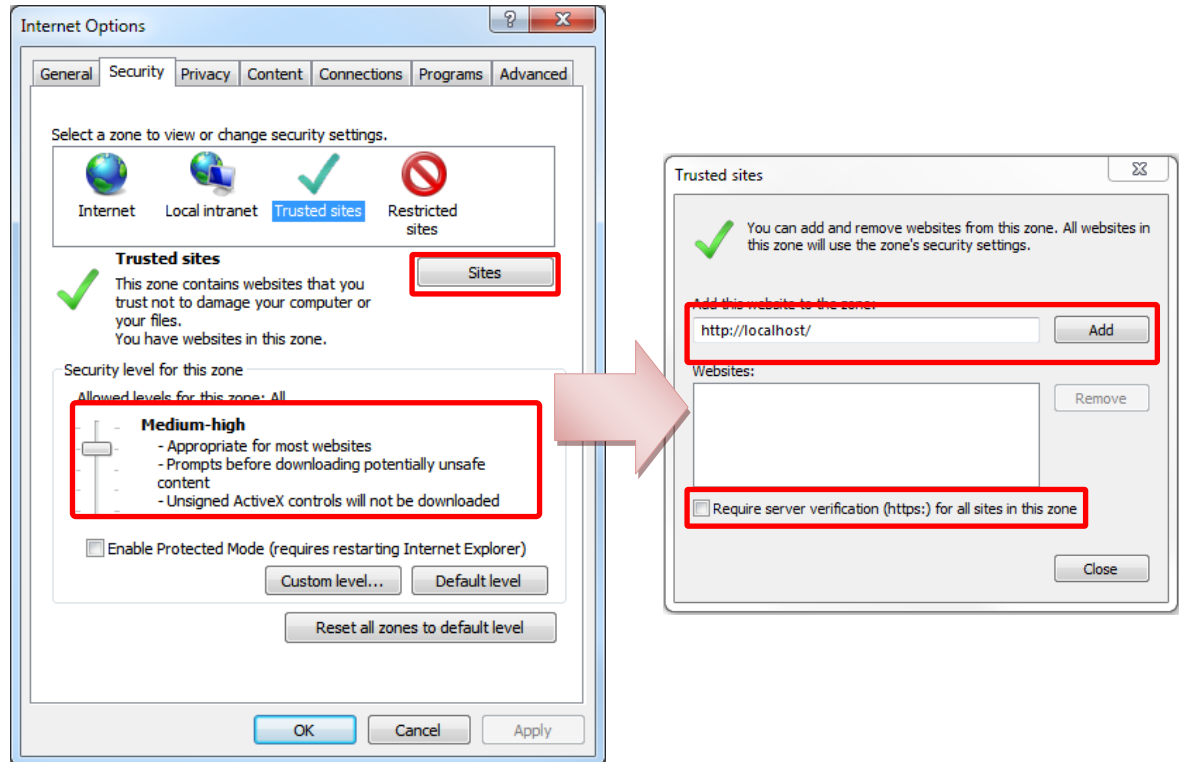 Internet Options
General Security Privacy Content Connections Programs Advanced
Select a zone to view or change security settings.
Internet
Local intranet
Trusted sites
Restricted
sites
Trusted sites
This zone contains websites that you
trust not to damage your computer or
your files.
You have websites in this zone.
Sites
Security level for this zone
Allowed levels for this zone: All
Medium-high
- Appropriate for most websites
- Prompts before downloading potentially unsafe
content
- Unsigned ActiveX controls will not be downloaded
Enable Protected Mode (requires restarting Internet Explorer)
Custom level... Default level
Reset all zones to default level
OK Cancel Apply
Trusted sites
You can add and remove websites from this zone. All websites in
this zone will use the zone's security settings.
Add this website to the zone:
http://localhost/ Add
Websites:
Remove
Require server verification (https:) for all sites in this zone
Close